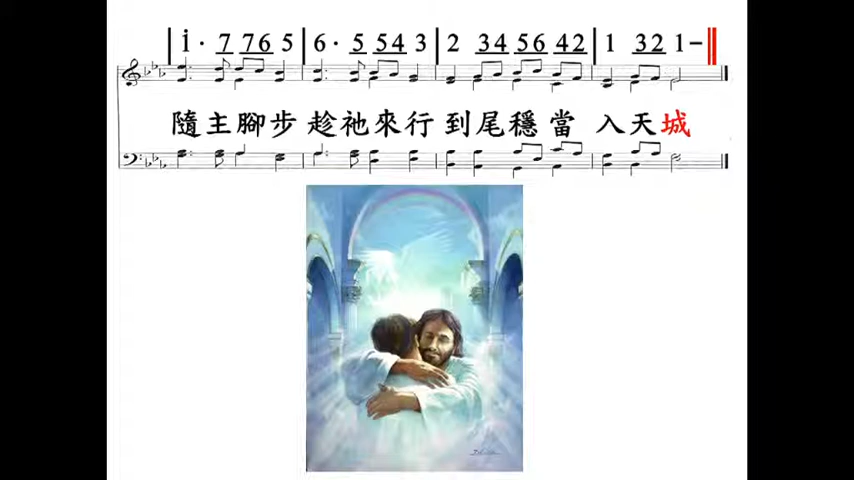 i· 7 76 5 | 6· 5 54 3 | 2 34 56 42 | 1 32 1–
隨主腳步 趁祂來行 到尾穩當 入天城